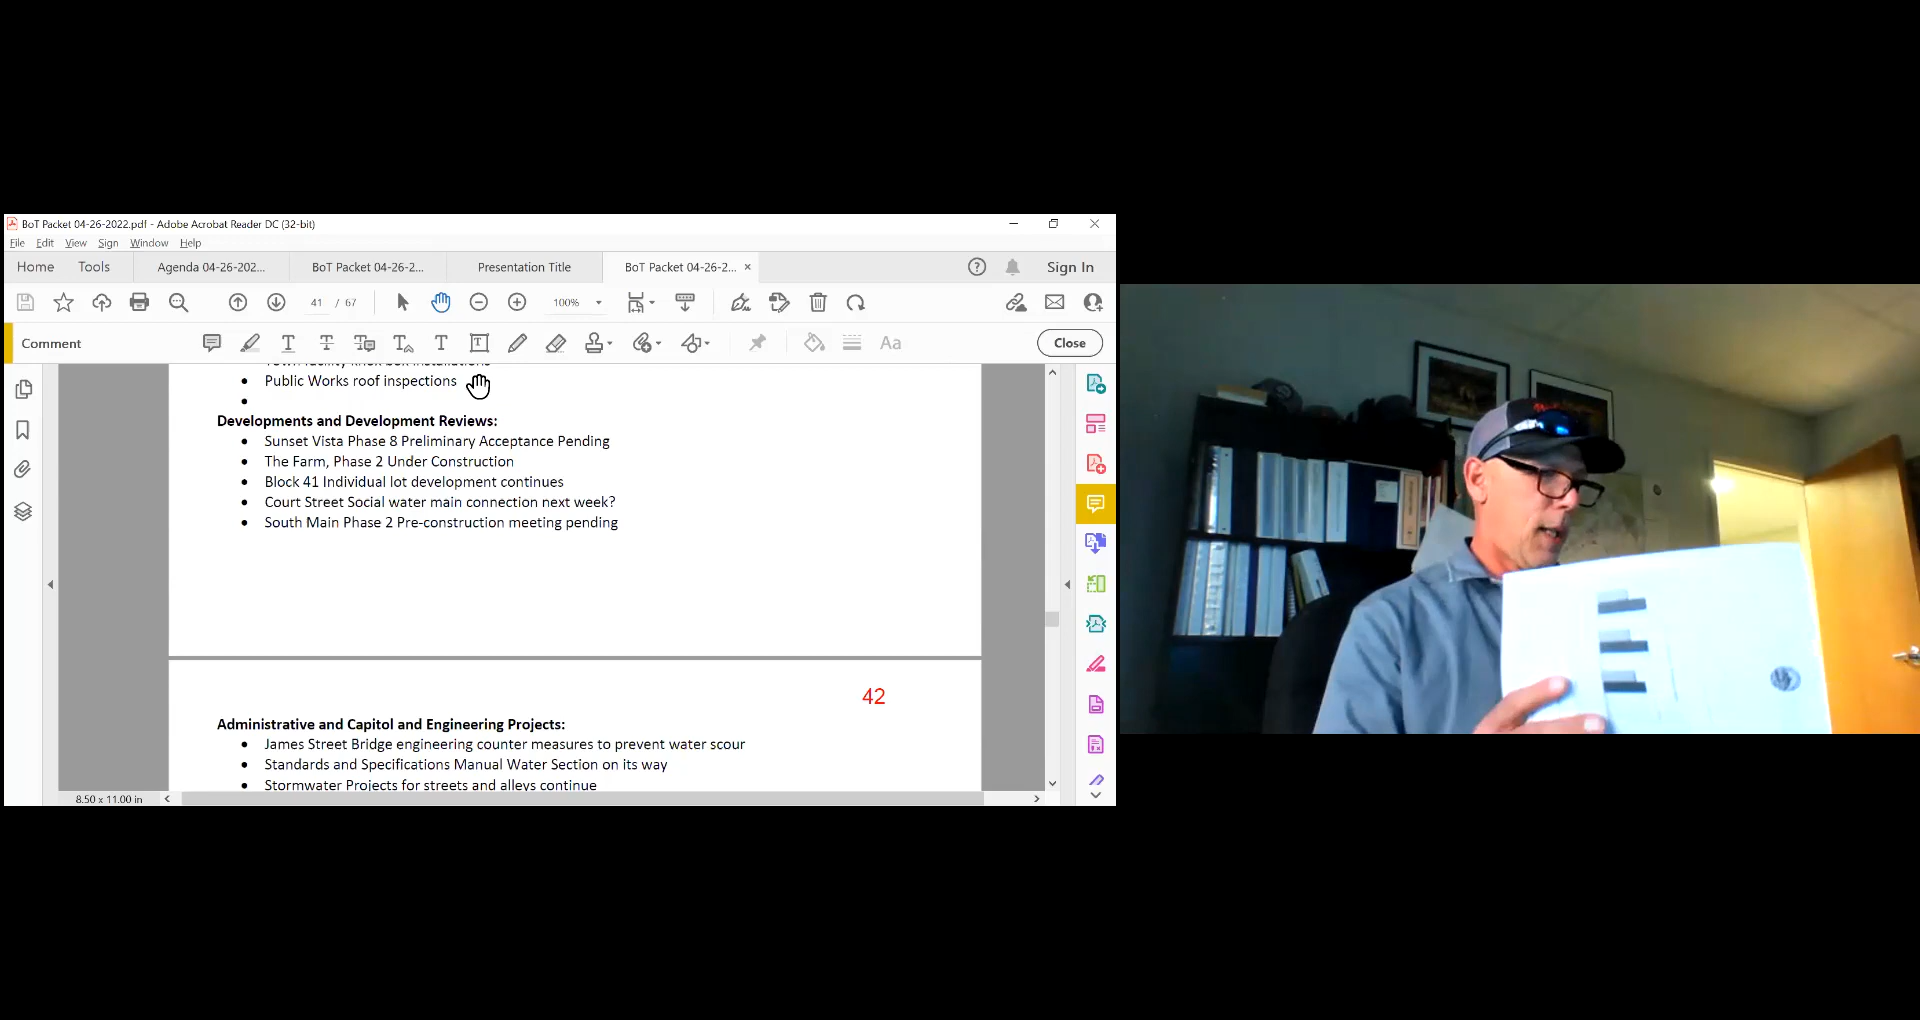 BoT Packet 04-26-2022.pdf - Adobe Acrobat Reader DC (32-bit)
File Edit View Sign Window Help
Home Tools Agenda 04-26-202... BoT Packet 04-26-2... Presentation Title BoT Packet 04-26-2... Sign In
41 / 67 100%
Comment Aa Close
Town facility knox box installations
• Public Works roof inspections
•
Developments and Development Reviews:
• Sunset Vista Phase 8 Preliminary Acceptance Pending
• The Farm, Phase 2 Under Construction
• Block 41 Individual lot development continues
• Court Street Social water main connection next week?
• South Main Phase 2 Pre-construction meeting pending
42
Administrative and Capitol and Engineering Projects:
• James Street Bridge engineering counter measures to prevent water scour
• Standards and Specifications Manual Water Section on its way
• Stormwater Projects for streets and alleys continue
8.50 x 11.00 in